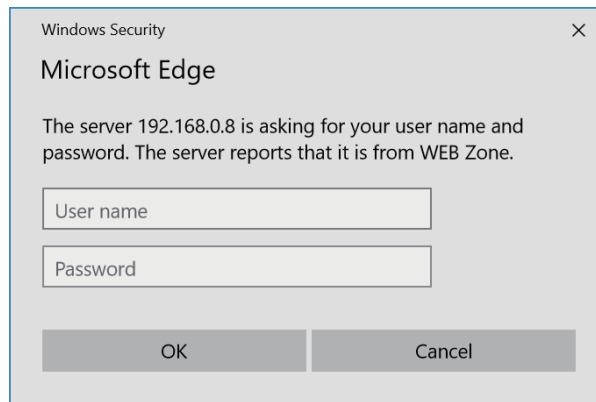 Windows Security
Microsoft Edge
The server 192.168.0.8 is asking for your user name and
password. The server reports that it is from WEB Zone.
User name
Password
OK
Cancel